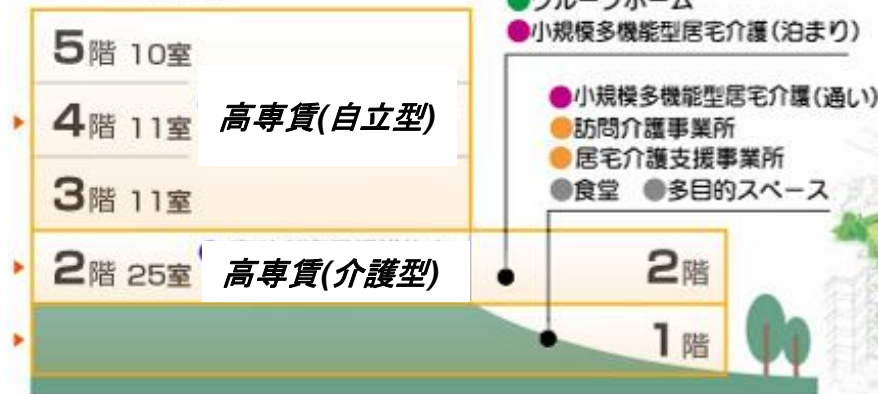 グループホーム
小規模多機能型居宅介護(泊まり)
5階 10室
4階 11室
高専賃(自立型)
3階 11室
小規模多機能型居宅介護(通い)
訪問介護事業所
居宅介護支援事業所
食堂 多目的スペース
2階 25室
高専賃(介護型)
2階
1階